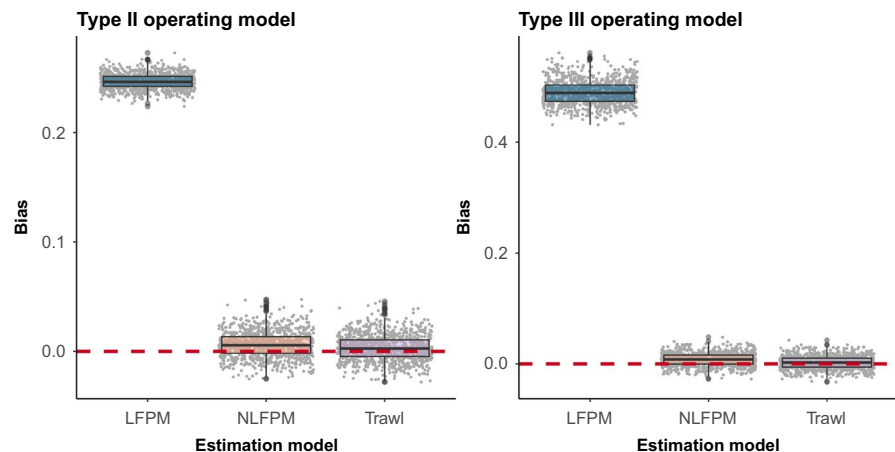 Type II operating model
Bias
0.2
0.1
0.0
LFPM NLFPM Trawl
Estimation model
Type III operating model
Bias
0.4
0.2
0.0
LFPM NLFPM Trawl
Estimation model